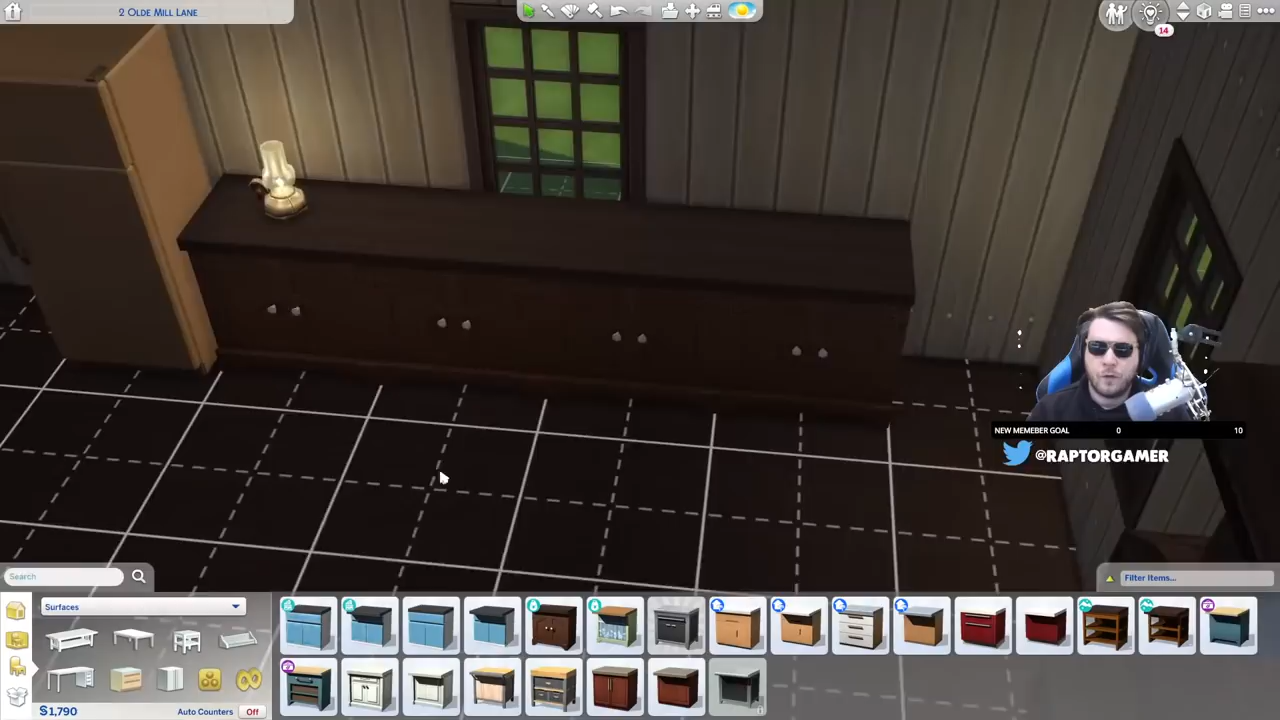 2 Olde Mill Lane
14
NEW MEMEBER GOAL 0 10
@RAPTORGAMER
Search
Filter Items...
Surfaces
§1,790
Auto Counters Off